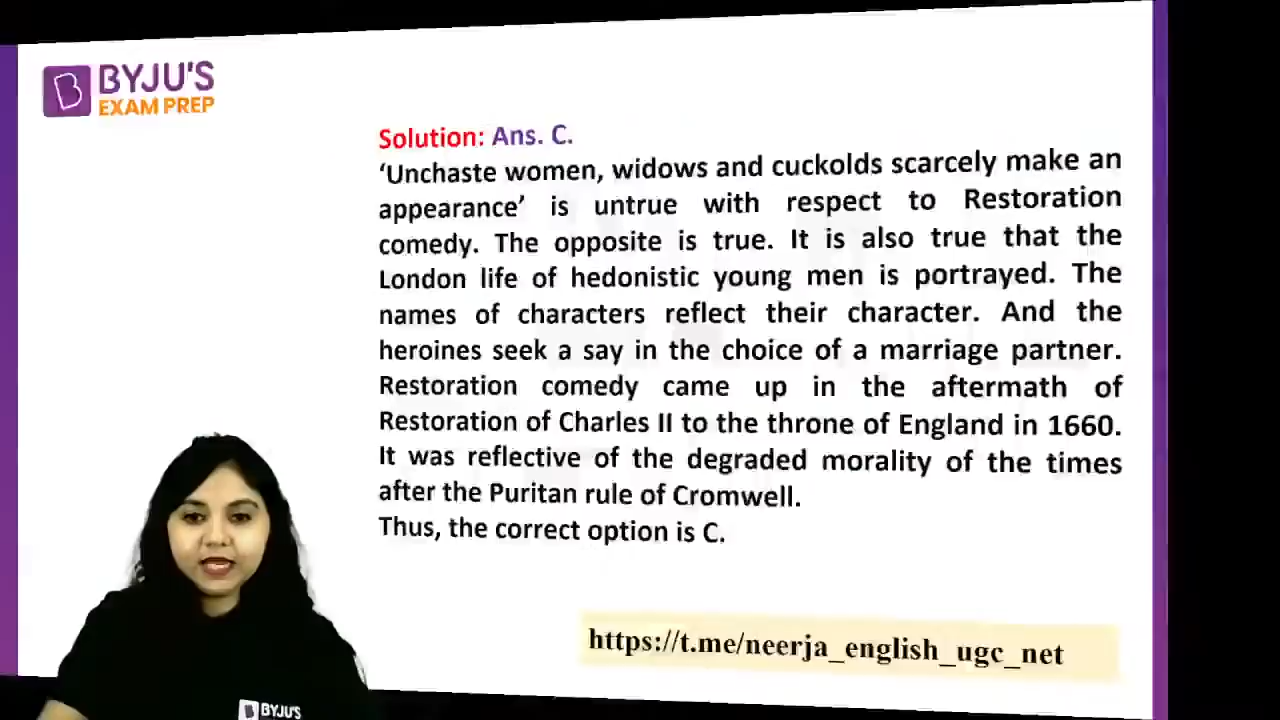 BYJU'S
EXAM PREP
Solution: Ans. C.
‘Unchaste women, widows and cuckolds scarcely make an
appearance’ is untrue with respect to Restoration
comedy. The opposite is true. It is also true that the
London life of hedonistic young men is portrayed. The
names of characters reflect their character. And the
heroines seek a say in the choice of a marriage partner.
Restoration comedy came up in the aftermath of
Restoration of Charles II to the throne of England in 1660.
It was reflective of the degraded morality of the times
after the Puritan rule of Cromwell.
Thus, the correct option is C.
https://t.me/neerja_english_ugc_net
BYJU'S